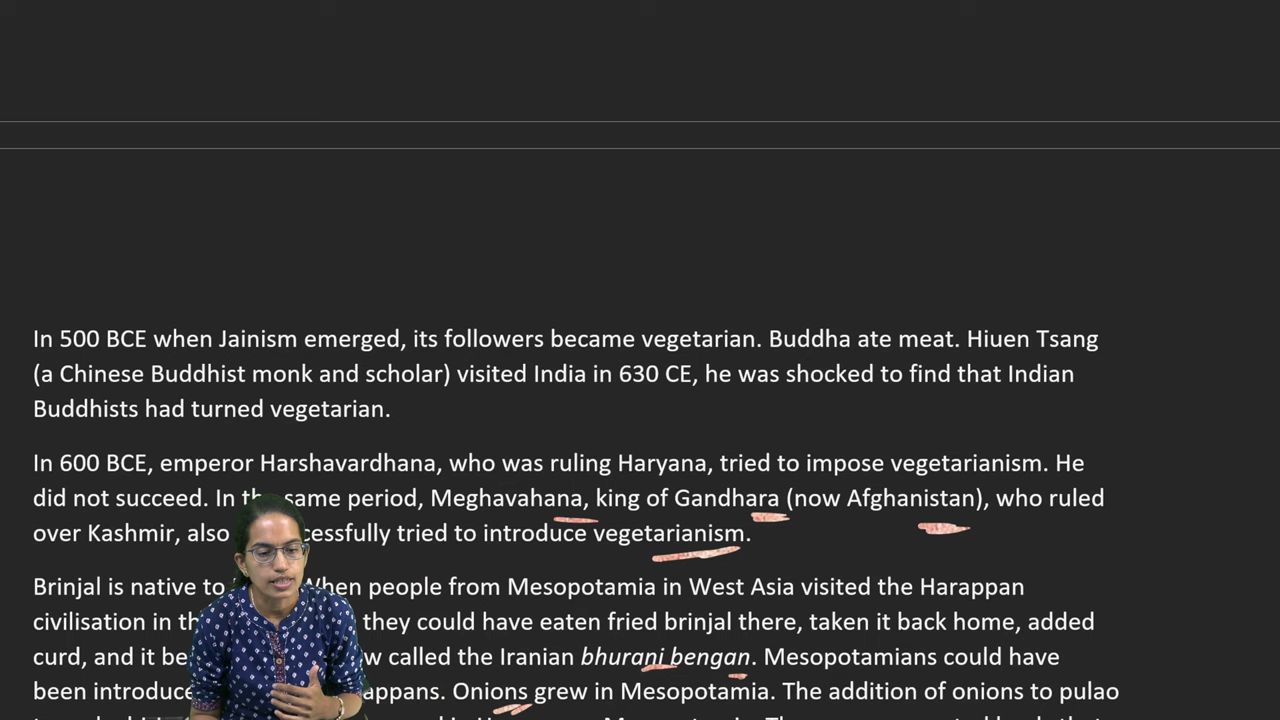 In 500 BCE when Jainism emerged, its followers became vegetarian. Buddha ate meat. Hiuen Tsang
(a Chinese Buddhist monk and scholar) visited India in 630 CE, he was shocked to find that Indian
Buddhists had turned vegetarian.
In 600 BCE, emperor Harshavardhana, who was ruling Haryana, tried to impose vegetarianism. He
did not succeed. In same period, Meghavahana, king of Gandhara (now Afghanistan), who ruled
over Kashmir, also tried to introduce vegetarianism.
Brinjal is native to When people from Mesopotamia in West Asia visited the Harappan
civilisation in they could have eaten fried brinjal there, taken it back home, added
curd, and it called the Iranian bhurani bengan. Mesopotamians could have
been Onions grew in Mesopotamia. The addition of onions to pulao